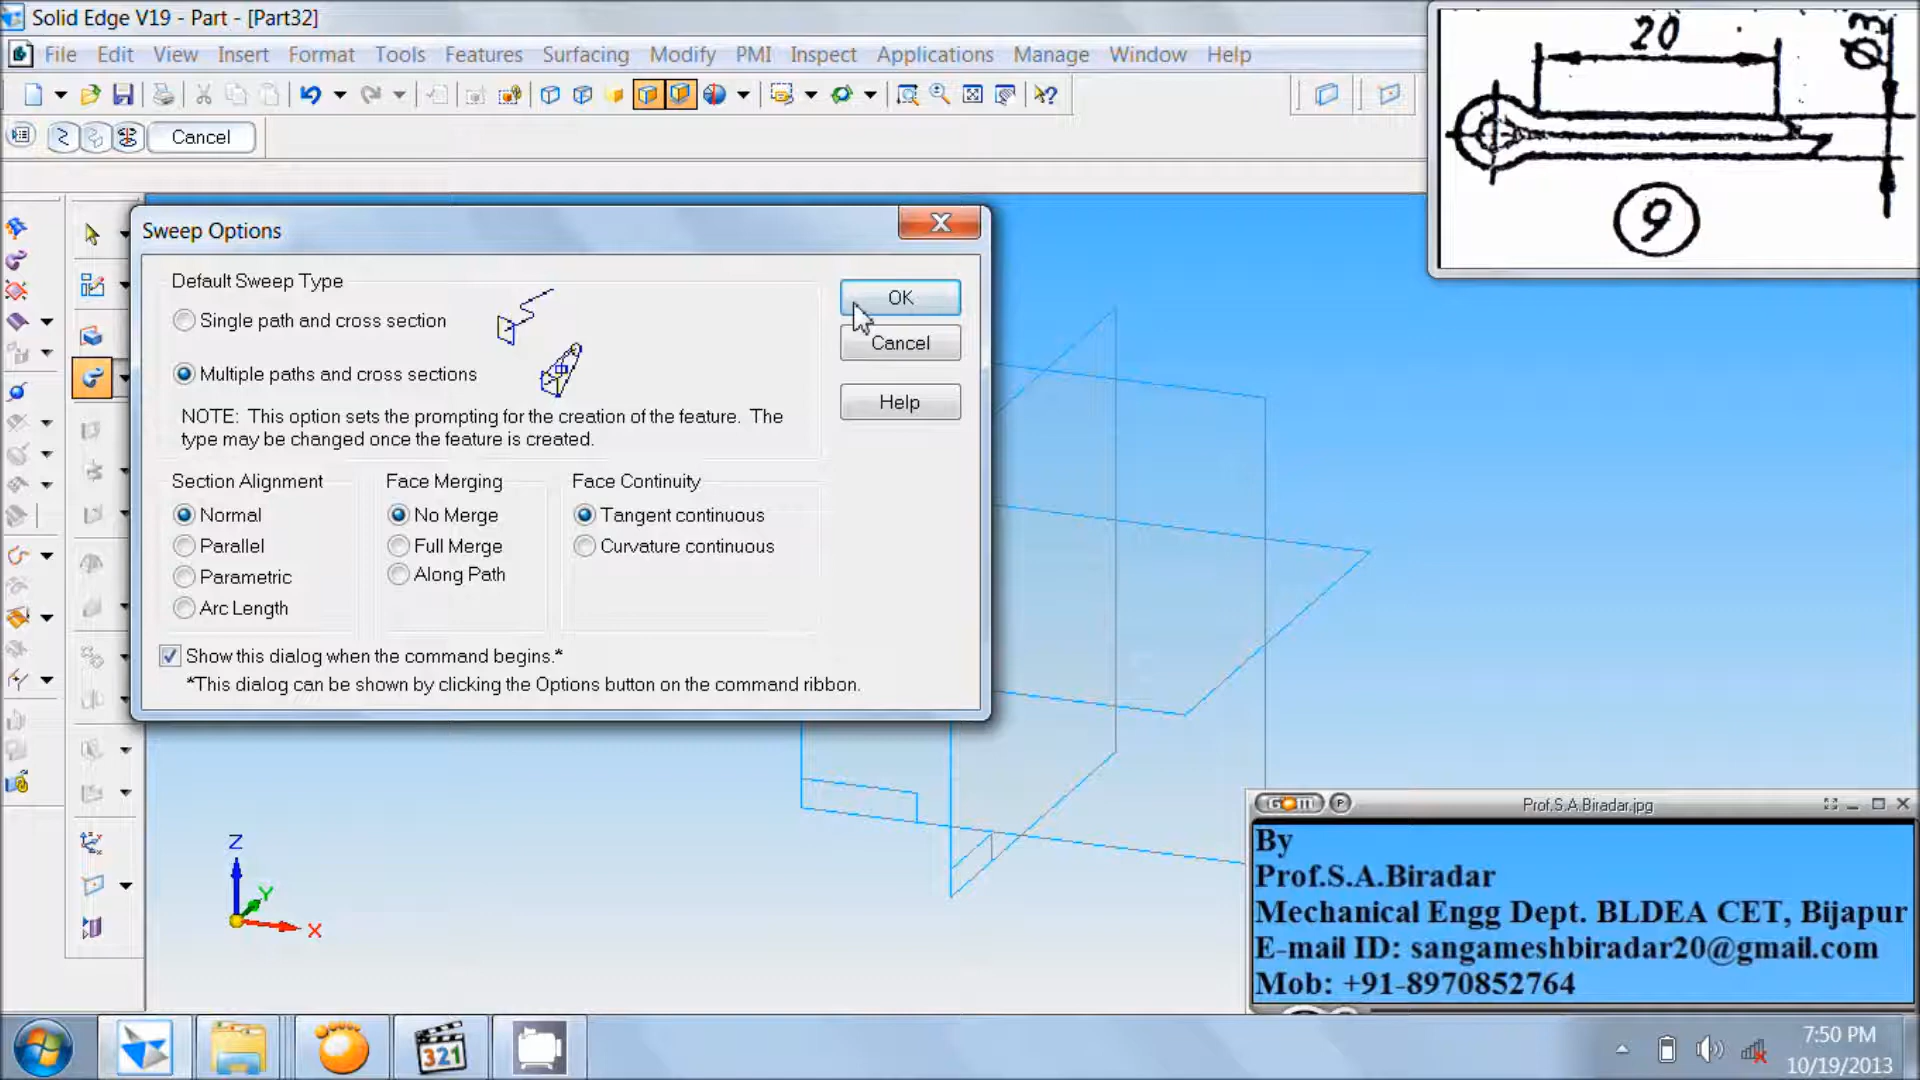 Solid Edge V19 - Part - [Part32]
File Edit View Insert Format Tools Features Surfacing Modify PMI Inspect Applications Manage Window Help
Cancel
20
Ø3
9
Sweep Options
Default Sweep Type
Single path and cross section
Multiple paths and cross sections
NOTE: This option sets the prompting for the creation of the feature. The
type may be changed once the feature is created.
OK
Cancel
Help
Section Alignment
Normal
Parallel
Parametric
Arc Length
Face Merging
No Merge
Full Merge
Along Path
Face Continuity
Tangent continuous
Curvature continuous
Show this dialog when the command begins.*
*This dialog can be shown by clicking the Options button on the command ribbon.
Z
Y
X
GOM P Prof.S.A.Biradar.jpg
By
Prof.S.A.Biradar
Mechanical Engg Dept. BLDEA CET, Bijapur
E-mail ID: sangameshbiradar20@gmail.com
Mob: +91-8970852764
321
7:50 PM
10/19/2013